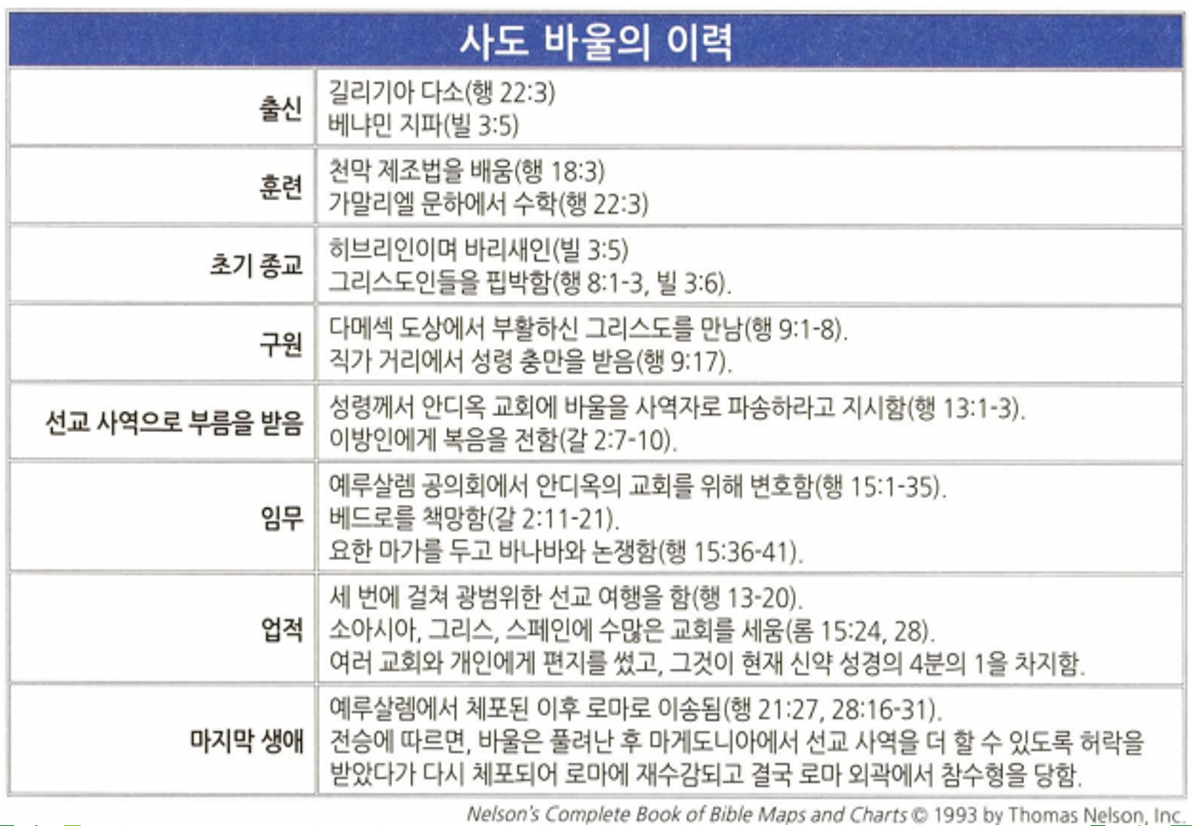 사도 바울의 이력
출신
길리기아 다소(행 22:3)
베냐민 지파(빌 3:5)
훈련
천막 제조법을 배움(행 18:3)
가말리엘 문하에서 수학(행 22:3)
초기 종교
히브리인이며 바리새인(빌 3:5)
그리스도인들을 핍박함(행 8:1-3, 빌 3:6).
구원
다메섹 도상에서 부활하신 그리스도를 만남(행 9:1-8).
직가 거리에서 성령 충만을 받음(행 9:17).
선교 사역으로 부름을 받음
성령께서 안디옥 교회에 바울을 사역자로 파송하라고 지시함(행 13:1-3).
이방인에게 복음을 전함(갈 2:7-10).
임무
예루살렘 공의회에서 안디옥의 교회를 위해 변호함(행 15:1-35).
베드로를 책망함(갈 2:11-21).
요한 마가를 두고 바나바와 논쟁함(행 15:36-41).
업적
세 번에 걸쳐 광범위한 선교 여행을 함(행 13-20).
소아시아, 그리스, 스페인에 수많은 교회를 세움(롬 15:24, 28).
여러 교회와 개인에게 편지를 썼고, 그것이 현재 신약 성경의 4분의 1을 차지함.
마지막 생애
예루살렘에서 체포된 이후 로마로 이송됨(행 21:27, 28:16-31).
전승에 따르면, 바울은 풀려난 후 마게도니아에서 선교 사역을 더 할 수 있도록 허락을
받았다가 다시 체포되어 로마에 재수감되고 결국 로마 외곽에서 참수형을 당함.
Nelson's Complete Book of Bible Maps and Charts © 1993 by Thomas Nelson, Inc.